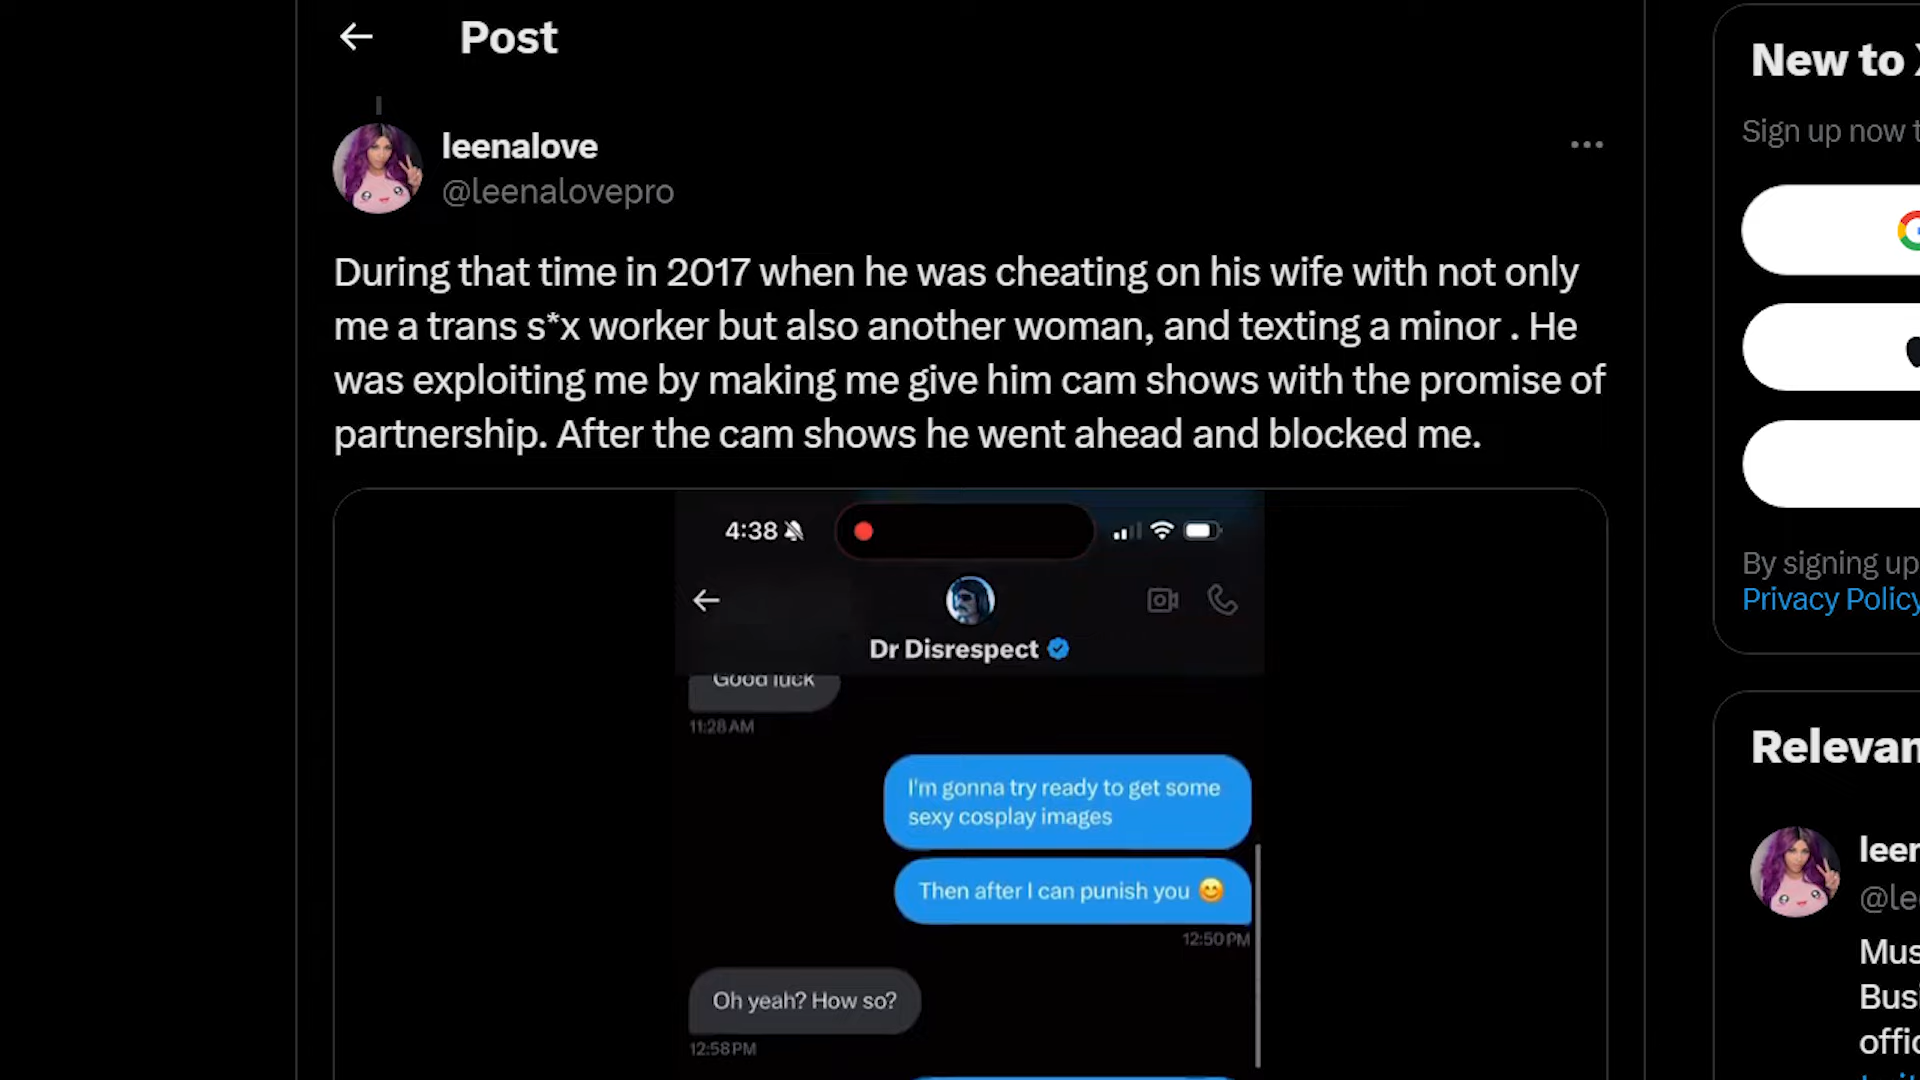 Post
New to
Sign up now
leenalove
@leenalovepro
During that time in 2017 when he was cheating on his wife with not only
me a trans s*x worker but also another woman, and texting a minor . He
was exploiting me by making me give him cam shows with the promise of
partnership. After the cam shows he went ahead and blocked me.
4:38
Dr Disrespect
Good luck
11:28 AM
I'm gonna try ready to get some
sexy cosplay images
Then after I can punish you 😊
12:50 PM
Oh yeah? How so?
12:58 PM
By signing up
Privacy Policy
Relevan
leen
@lee
Mus
Busi
offic